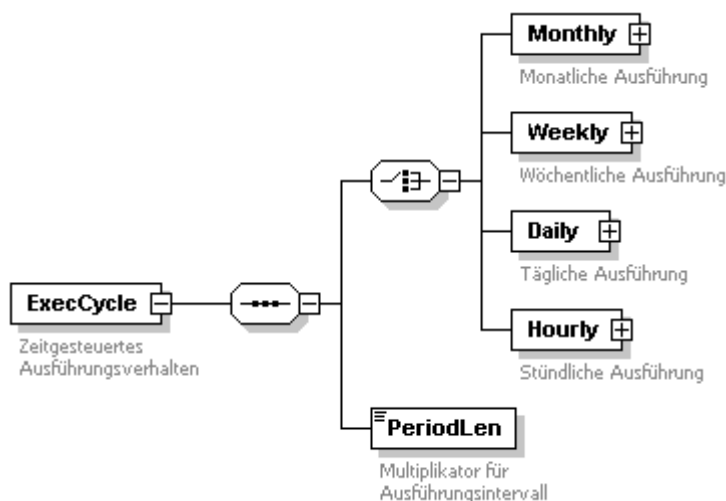 Monthly
Monatliche Ausführung
Weekly
Wöchentliche Ausführung
Daily
Tägliche Ausführung
ExecCycle
Zeitgesteuertes
Ausführungsverhalten
Hourly
Stündliche Ausführung
PeriodLen
Multiplikator für
Ausführungsintervall